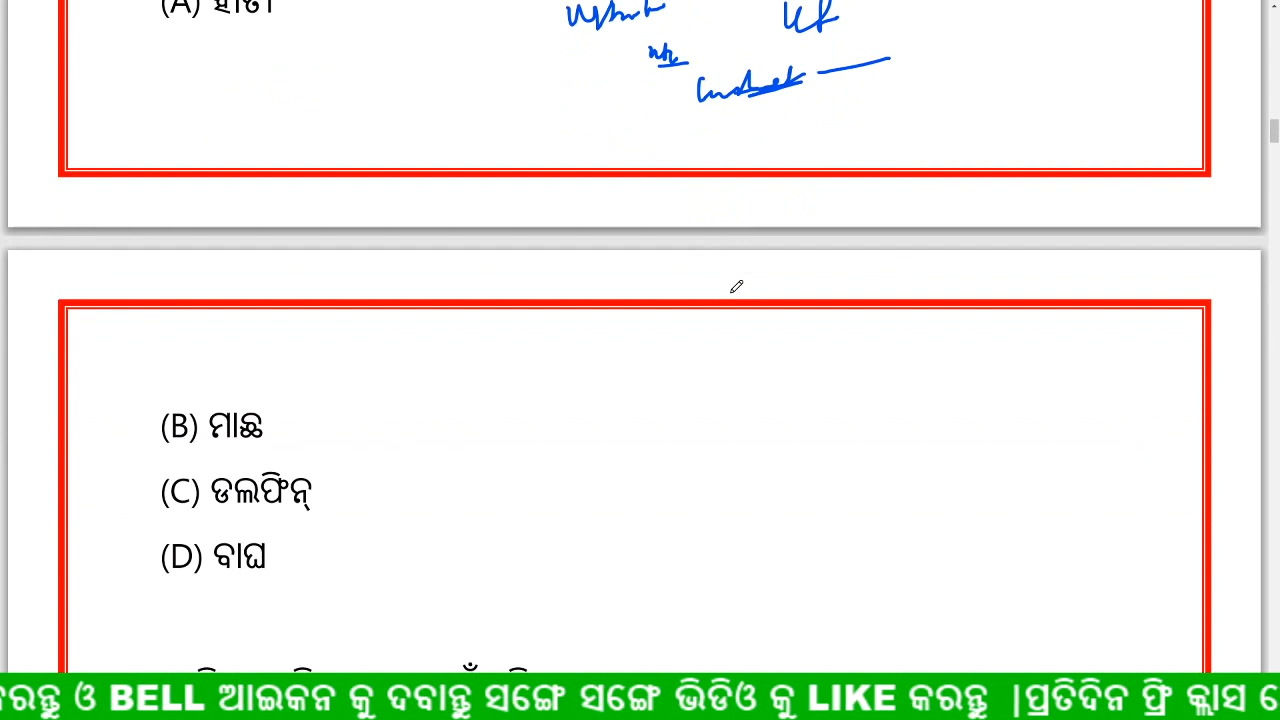 (A) ହାତୀ
(B) ମାଛ
(C) ଡଲଫିନ୍
(D) ବାଘ
କରନ୍ତୁ ଓ BELL ଆଇକନ କୁ ଦବାନ୍ତୁ ସଙ୍ଗେ ସଙ୍ଗେ ଭିଡିଓ କୁ LIKE କରନ୍ତୁ |ପ୍ରତିଦିନ ଫ୍ରି କ୍ଲାସ